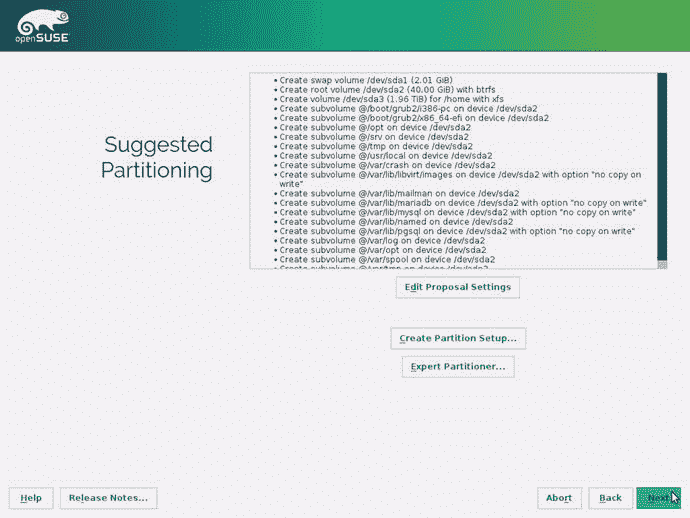 openSUSE
Suggested
Partitioning
• Create swap volume /dev/sda1 (2.01 GiB)
• Create root volume /dev/sda2 (40.00 GiB) with btrfs
• Create volume /dev/sda3 (1.96 TiB) for /home with xfs
• Create subvolume @/boot/grub2/i386-pc on device /dev/sda2
• Create subvolume @/boot/grub2/x86_64-efi on device /dev/sda2
• Create subvolume @/opt on device /dev/sda2
• Create subvolume @/srv on device /dev/sda2
• Create subvolume @/tmp on device /dev/sda2
• Create subvolume @/usr/local on device /dev/sda2
• Create subvolume @/var/crash on device /dev/sda2
• Create subvolume @/var/lib/libvirt/images on device /dev/sda2 with option "no copy on
write"
• Create subvolume @/var/lib/mailman on device /dev/sda2
• Create subvolume @/var/lib/mariadb on device /dev/sda2 with option "no copy on write"
• Create subvolume @/var/lib/mysql on device /dev/sda2 with option "no copy on write"
• Create subvolume @/var/lib/named on device /dev/sda2
• Create subvolume @/var/lib/pgsql on device /dev/sda2 with option "no copy on write"
• Create subvolume @/var/log on device /dev/sda2
• Create subvolume @/var/opt on device /dev/sda2
• Create subvolume @/var/spool on device /dev/sda2
• Create subvolume @/var/tmp on device /dev/sda2
Edit Proposal Settings
Create Partition Setup...
Expert Partitioner...
Help
Release Notes...
Abort
Back
Next